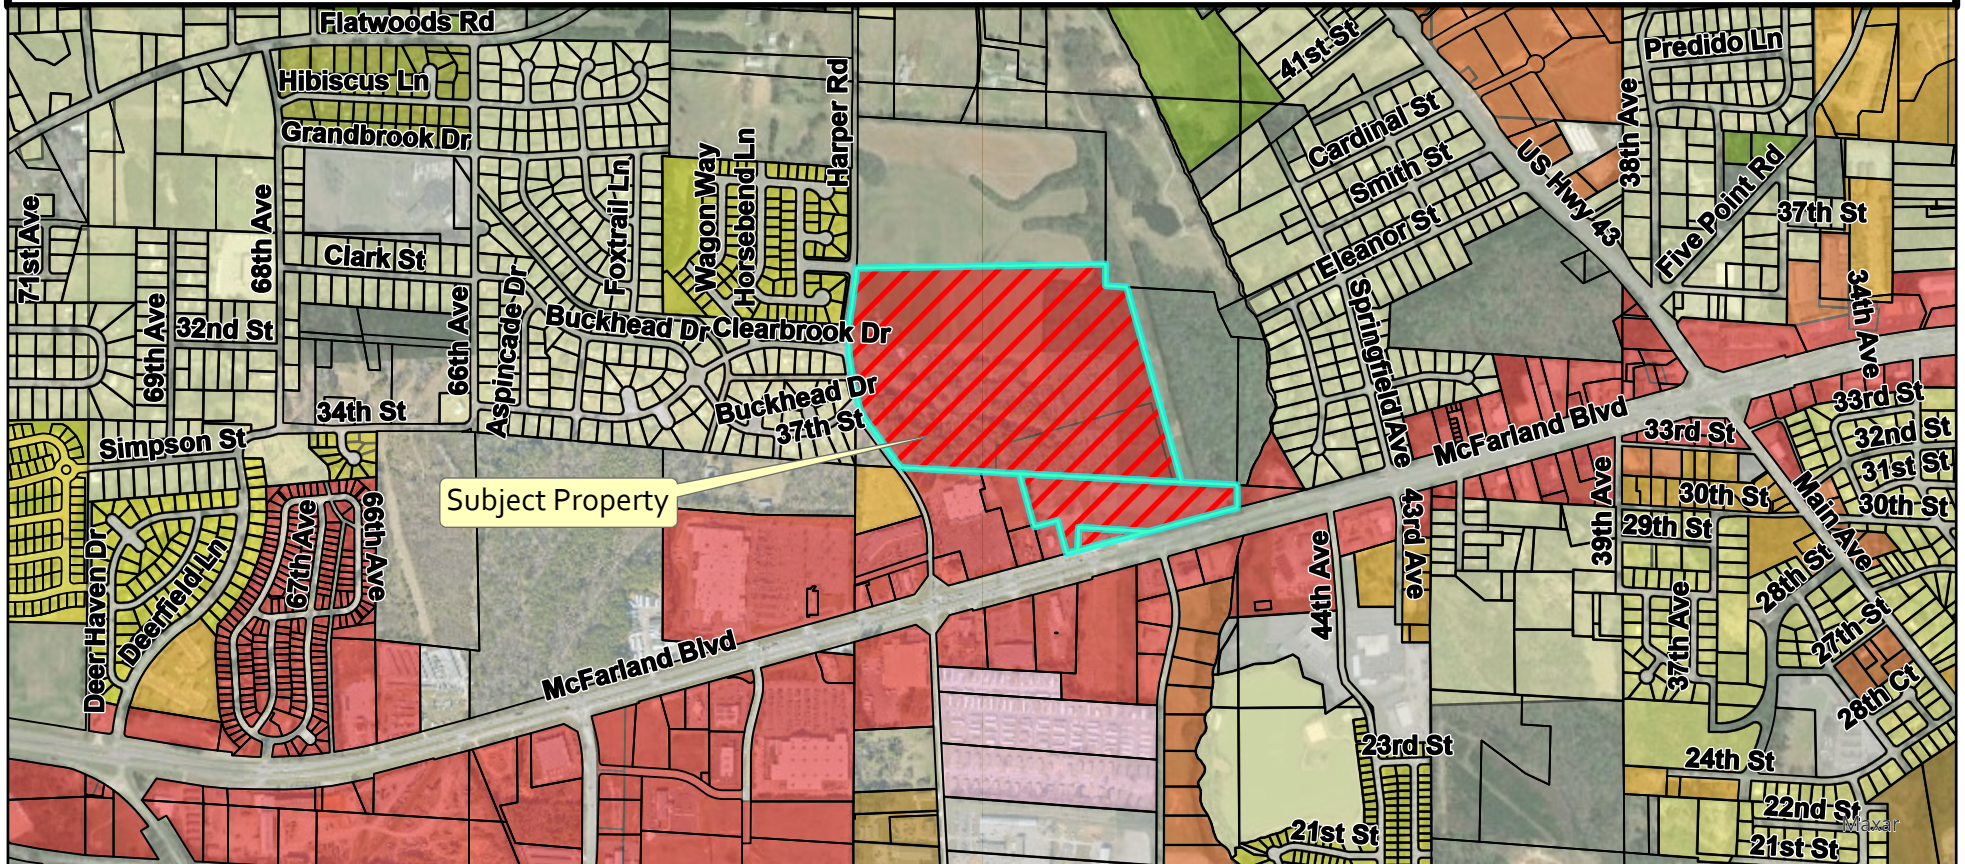 Flatwoods Rd
Hibiscus Ln
Grandbrook Dr
Harper Rd
41st St
Predido Ln
Cardinal St
38th Ave
US Hwy 43
Smith St
Five Point Rd
37th St
Eleanor St
71st Ave
68th Ave
Foxtrail Ln
Wagon Way
Horsebend Ln
Clark St
69th Ave
32nd St
66th Ave
Aspincade Dr
Buckhead Dr
Clearbrook Dr
Springfield Ave
34th Ave
34th St
Buckhead Dr
37th St
McFarland Blvd
33rd St
33rd St
32nd St
31st St
30th St
Simpson St
Subject Property
39th Ave
30th St
29th St
Main Ave
67th Ave
66th Ave
43rd Ave
44th Ave
28th St
27th St
37th Ave
28th Ct
Deer Haven Dr
Deerfield Ln
McFarland Blvd
23rd St
24th St
22nd St
21st St
21st St
Maxar